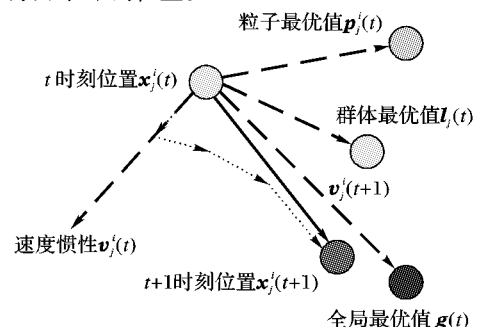 粒子最优值p_j^i(t)
t时刻位置x_j^i(t)
群体最优值l_j(t)
v_j^i(t+1)
速度惯性v_j^i(t)
t+1时刻位置x_j^i(t+1)
全局最优值g(t)